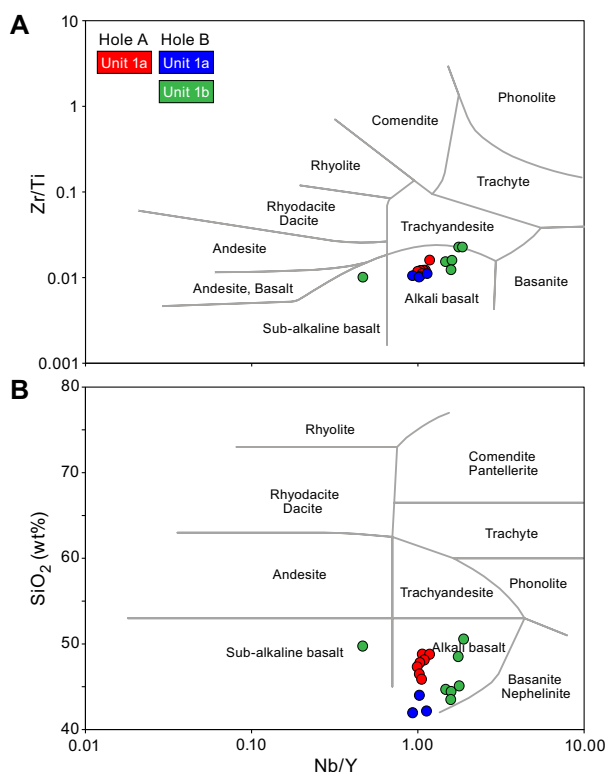 A
Hole A
Hole B
Unit 1a
Unit 1a
Unit 1b
10
1
0.1
0.01
0.001
Zr/Ti
Phonolite
Comendite
Rhyolite
Trachyte
Rhyodacite
Dacite
Trachyandesite
Andesite
Andesite, Basalt
Alkali basalt
Basanite
Sub-alkaline basalt
B
80
70
60
50
40
SiO2 (wt%)
Rhyolite
Comendite
Pantellerite
Rhyodacite
Dacite
Trachyte
Andesite
Trachyandesite
Phonolite
Sub-alkaline basalt
Alkali basalt
Basanite
Nephelinite
0.01
0.10
1.00
10.00
Nb/Y